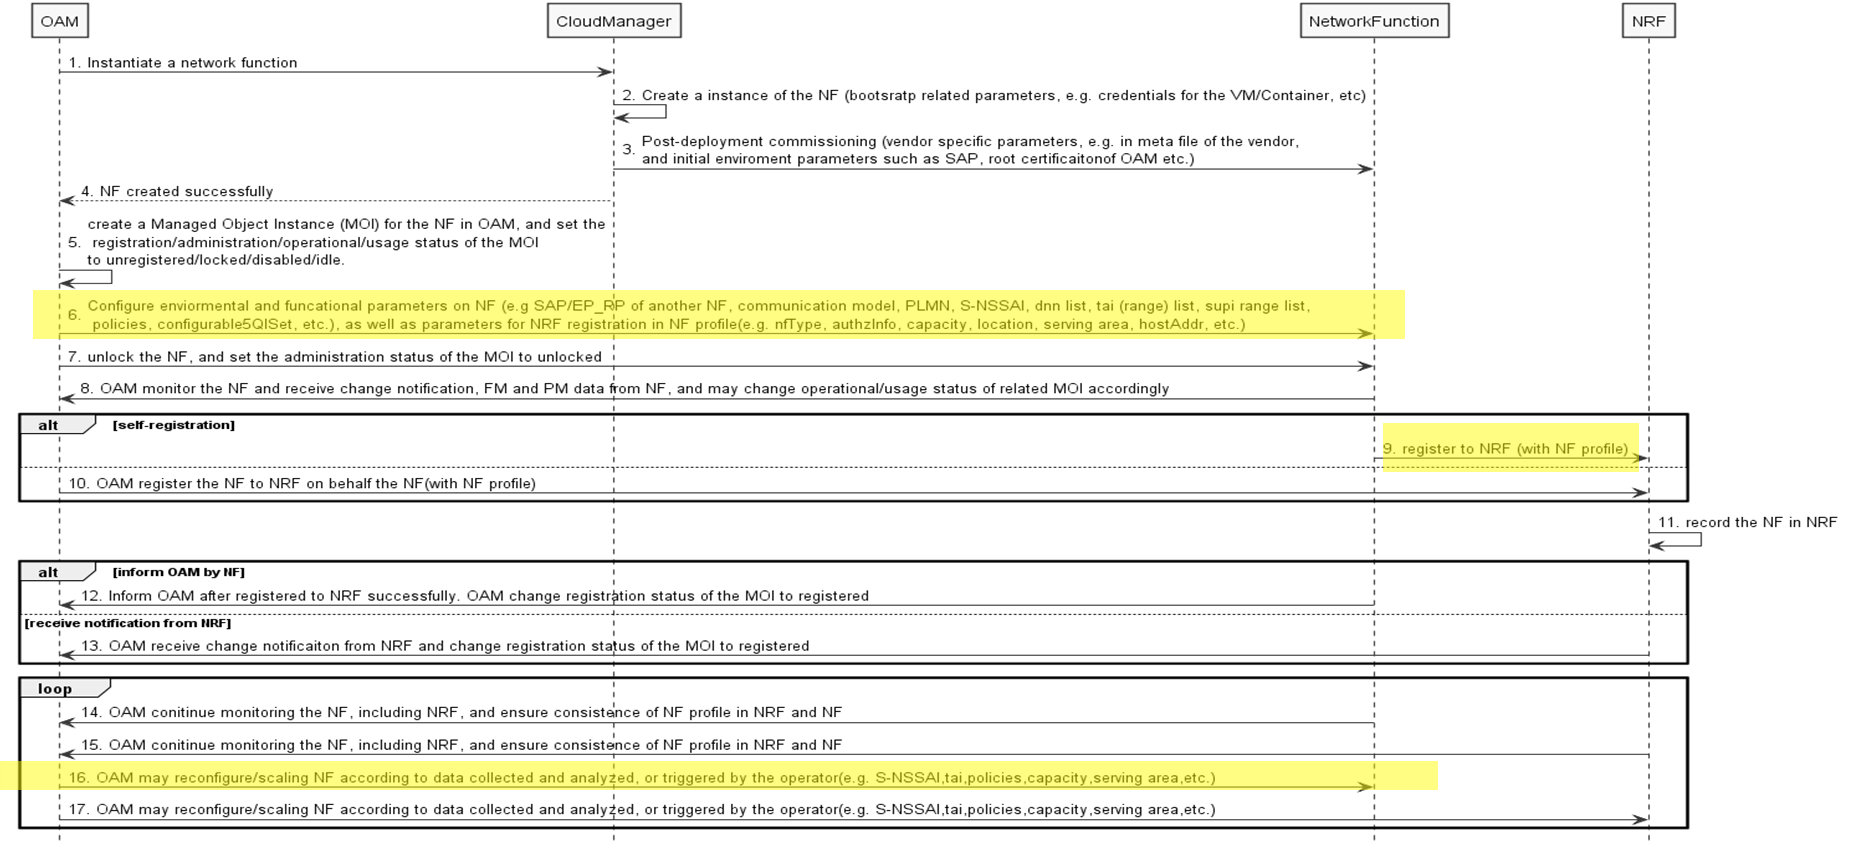 OAM
CloudManager
NetworkFunction
NRF
1. Instantiate a network function
2. Create a instance of the NF (bootsratp related parameters, e.g. credentials for the VM/Container, etc)
3. Post-deployment commissioning (vendor specific parameters, e.g. in meta file of the vendor,
and initial enviroment parameters such as SAP, root certificaitonof OAM etc.)
4. NF created successfully
create a Managed Object Instance (MOI) for the NF in OAM, and set the
5. registration/administration/operational/usage status of the MOI
to unregistered/locked/disabled/idle.
6. Configure enviormental and funcational parameters on NF (e.g SAP/EP_RP of another NF, communication model, PLMN, S-NSSAI, dnn list, tai (range) list, supi range list,
policies, configurable5QISet, etc.), as well as parameters for NRF registration in NF profile(e.g. nfType, authzInfo, capacity, location, serving area, hostAddr, etc.)
7. unlock the NF, and set the administration status of the MOI to unlocked
8. OAM monitor the NF and receive change notification, FM and PM data from NF, and may change operational/usage status of related MOI accordingly
alt [self-registration]
9. register to NRF (with NF profile)
10. OAM register the NF to NRF on behalf the NF(with NF profile)
11. record the NF in NRF
alt [inform OAM by NF]
12. Inform OAM after registered to NRF successfully. OAM change registration status of the MOI to registered
[receive notification from NRF]
13. OAM receive change notificaiton from NRF and change registration status of the MOI to registered
loop
14. OAM conitinue monitoring the NF, including NRF, and ensure consistence of NF profile in NRF and NF
15. OAM conitinue monitoring the NF, including NRF, and ensure consistence of NF profile in NRF and NF
16. OAM may reconfigure/scaling NF according to data collected and analyzed, or triggered by the operator(e.g. S-NSSAI,tai,policies,capacity,serving area,etc.)
17. OAM may reconfigure/scaling NF according to data collected and analyzed, or triggered by the operator(e.g. S-NSSAI,tai,policies,capacity,serving area,etc.)